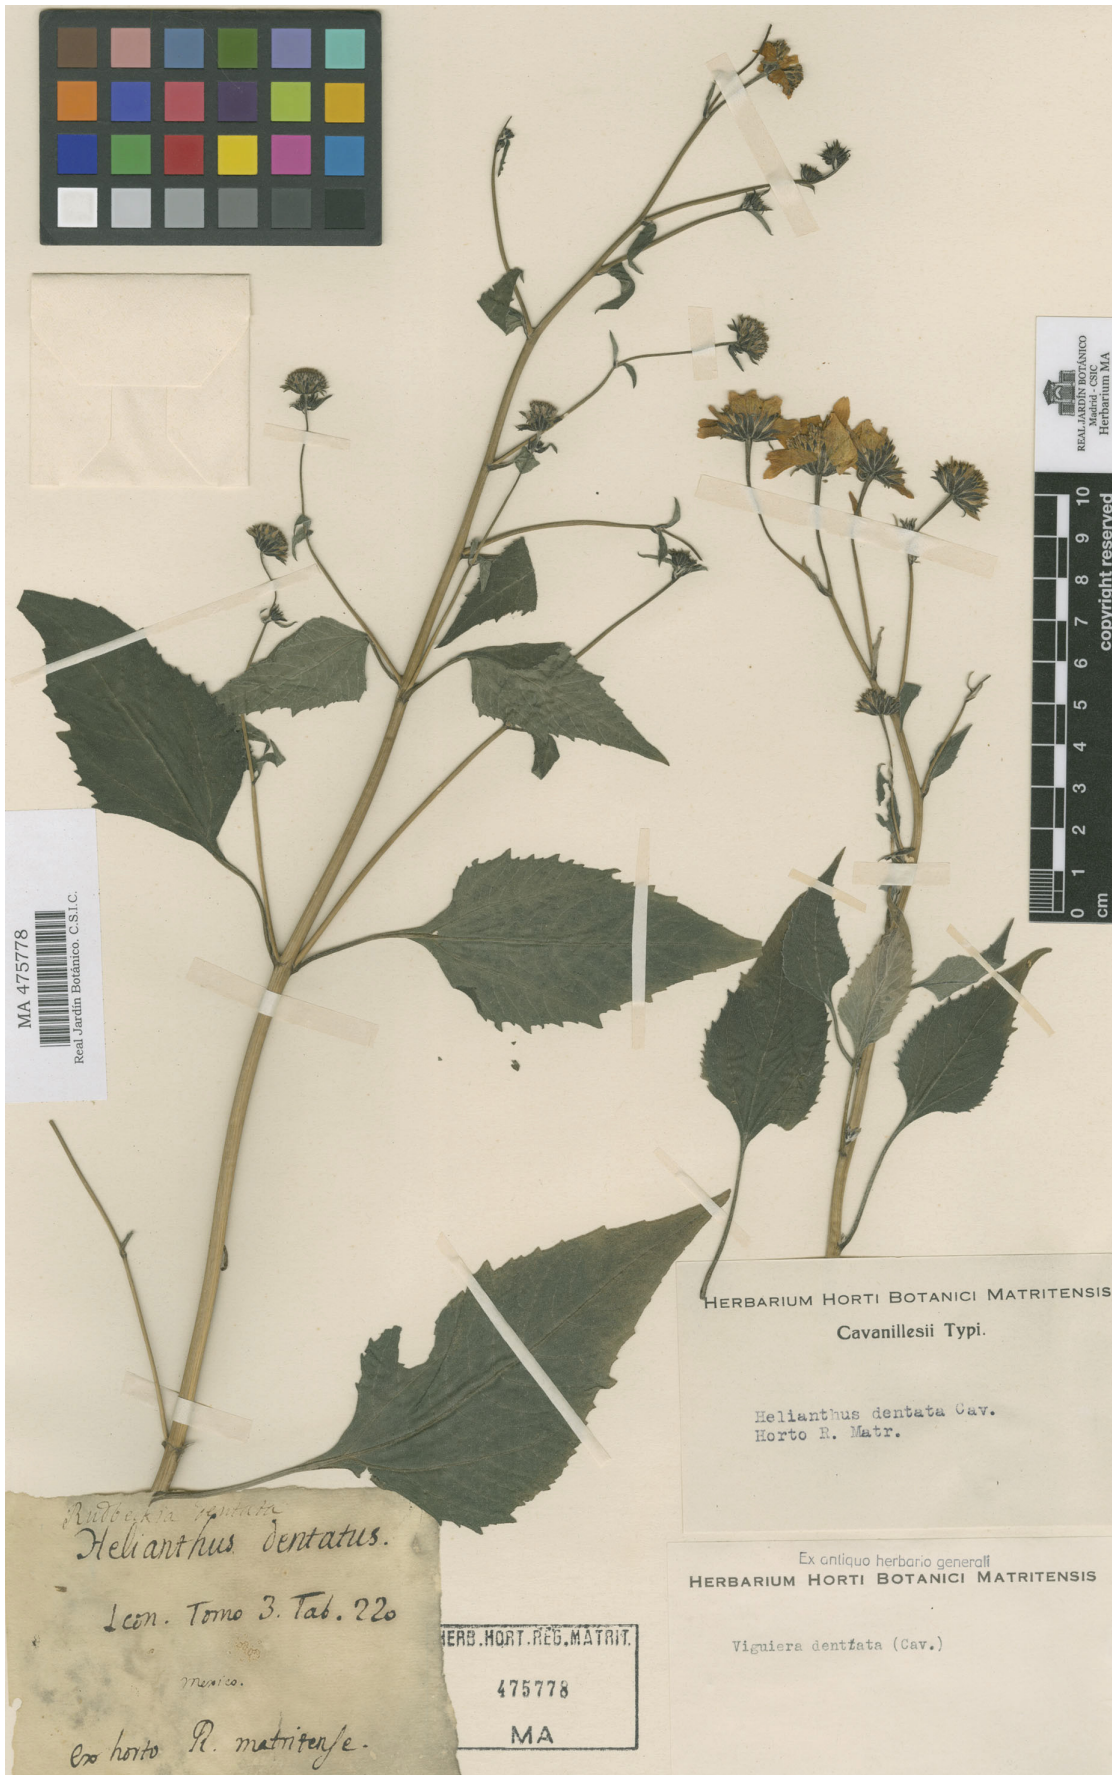 REAL JARDÍN BOTÁNICO
Madrid - CSIC
Herbarium MA
10
9
8
7
6
5
4
3
2
1
0
cm
copyright reserved
MA 475778
Real Jardín Botánico. C.S.I.C.
HERBARIUM HORTI BOTANICI MATRITENSIS
Cavanillesii Typi.
Helianthus dentata Cav.
Horto R. Matr.
Rudbekia dentata
Helianthus dentatus.
Icon. Tomo 3. Tab. 220
mexico.
ex horto R. matritense.
HERB.HORT.REG.MATRIT.
475778
MA
Ex antiquo herbario generali
HERBARIUM HORTI BOTANICI MATRITENSIS
Viguiera dentata (Cav.)